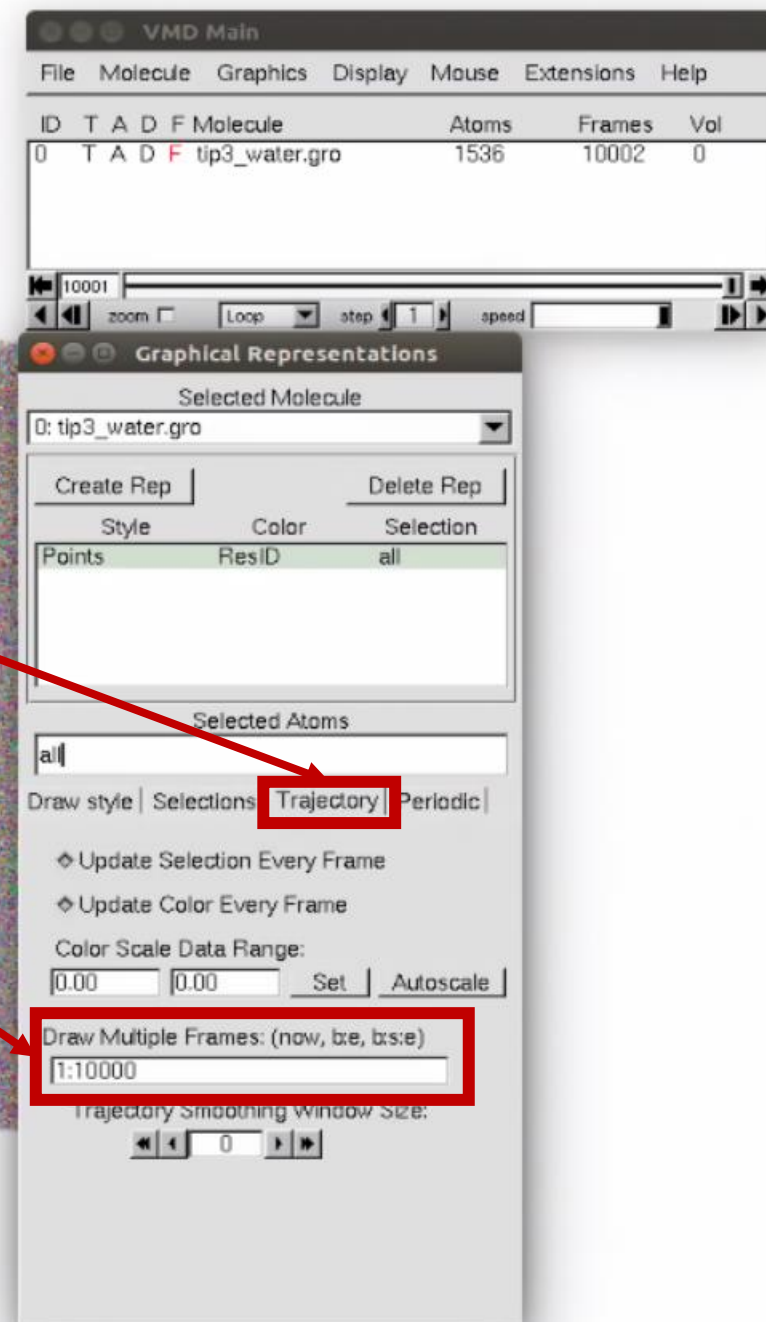 VMD Main
File Molecule Graphics Display Mouse Extensions Help
ID T A D F Molecule Atoms Frames Vol
0 T A D F tip3_water.gro 1536 10002 0
10001
zoom Loop step 1 speed
Graphical Representations
Selected Molecule
0: tip3_water.gro
Create Rep Delete Rep
Style Color Selection
Points ResID all
Selected Atoms
all
Draw style Selections Trajectory Periodic
Update Selection Every Frame
Update Color Every Frame
Color Scale Data Range:
0.00 0.00 Set Autoscale
Draw Multiple Frames: (now, b:e, b:s:e)
1:10000
Trajectory Smoothing Window Size:
0